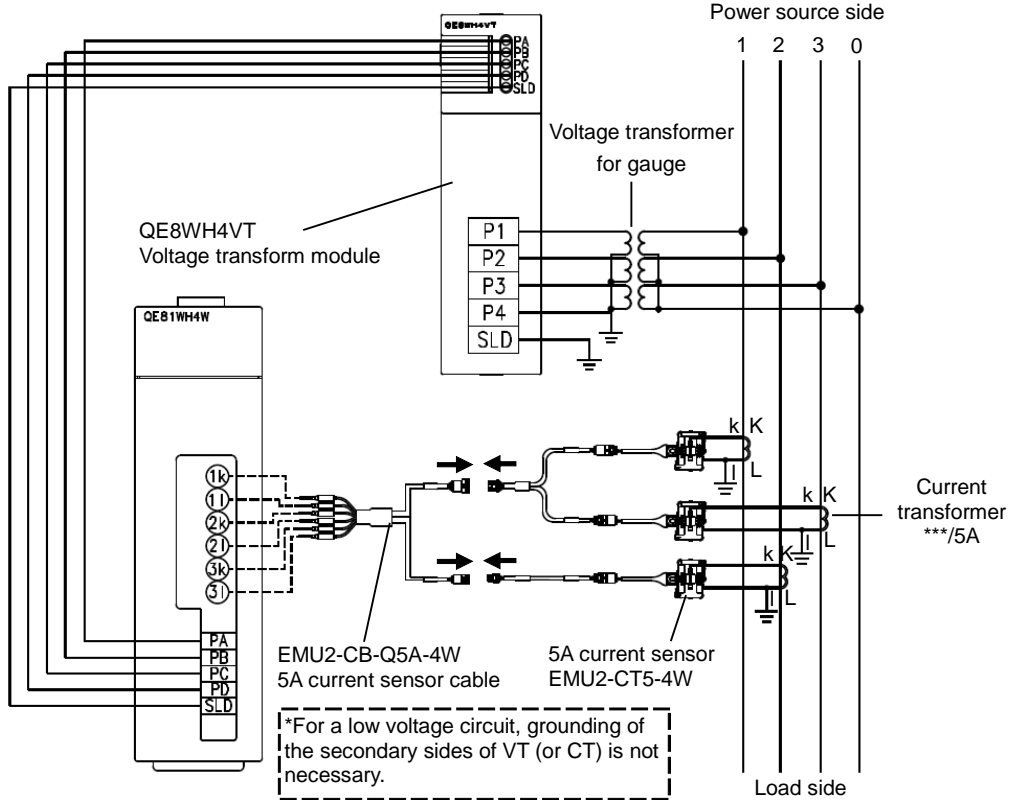 Power source side
1 2 3 0
QE8WH4VT
PA
PB
PC
PD
SLD
Voltage transformer
for gauge
QE8WH4VT
Voltage transform module
P1
P2
P3
P4
SLD
QE81WH4W
1k
1l
2k
2l
3k
3l
PA
PB
PC
PD
SLD
k K
l L
k K
l L
k K
l L
Current
transformer
***/5A
EMU2-CB-Q5A-4W
5A current sensor cable
5A current sensor
EMU2-CT5-4W
*For a low voltage circuit, grounding of
the secondary sides of VT (or CT) is not
necessary.
Load side